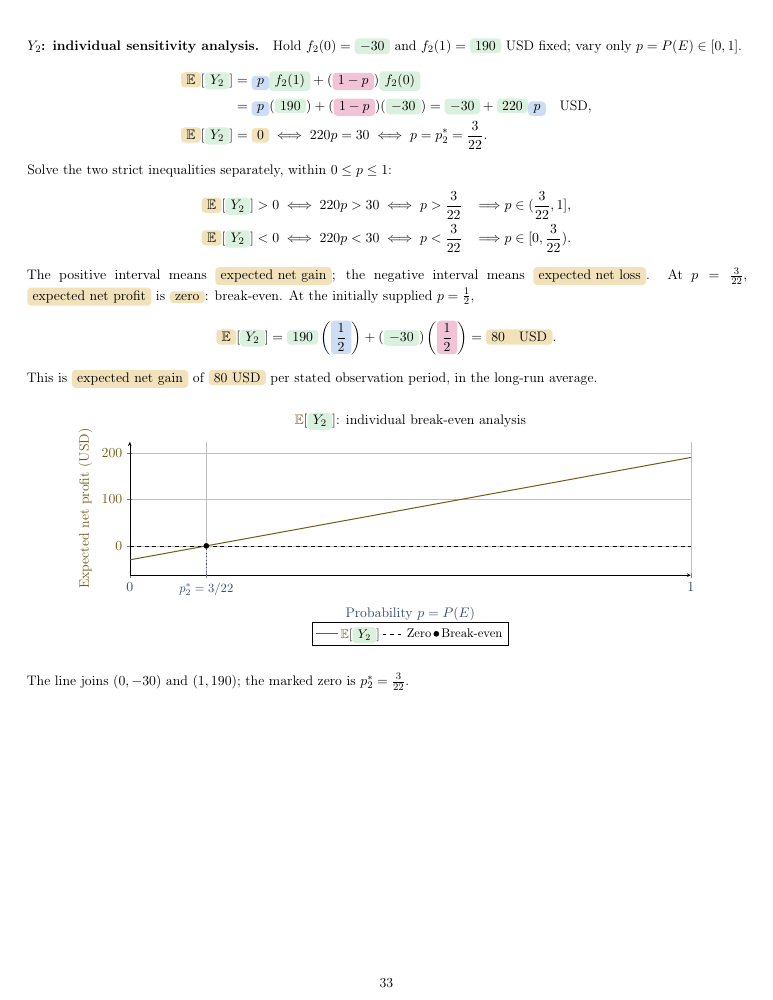 Y₂: individual sensitivity analysis. Hold f₂(0) = −30 and f₂(1) = 190 USD fixed; vary only p = P(E) ∈ [0, 1].
𝔼[Y₂] = p f₂(1) + (1 − p) f₂(0)
= p(190) + (1 − p)(−30) = −30 + 220 p USD,
𝔼[Y₂] = 0 ⟺ 220p = 30 ⟺ p = p₂* = 3/22.
Solve the two strict inequalities separately, within 0 ≤ p ≤ 1:
𝔼[Y₂] > 0 ⟺ 220p > 30 ⟺ p > 3/22 ⟹ p ∈ (3/22, 1],
𝔼[Y₂] < 0 ⟺ 220p < 30 ⟺ p < 3/22 ⟹ p ∈ [0, 3/22).
The positive interval means expected net gain; the negative interval means expected net loss. At p = 3/22,
expected net profit is zero: break-even. At the initially supplied p = 1/2,
𝔼[Y₂] = 190 (1/2) + (−30) (1/2) = 80 USD.
This is expected net gain of 80 USD per stated observation period, in the long-run average.
𝔼[Y₂]: individual break-even analysis
Expected net profit (USD)
200
100
0
0 p₂* = 3/22 1
Probability p = P(E)
𝔼[Y₂] Zero Break-even
The line joins (0, −30) and (1, 190); the marked zero is p₂* = 3/22.
33